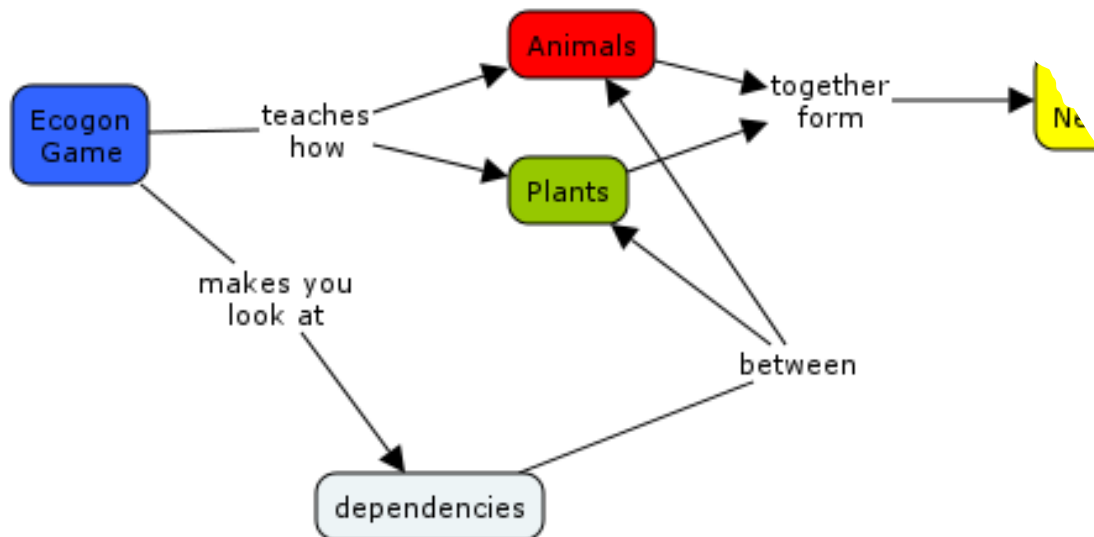 Animals
together
form
Ecogon
Game
teaches
how
Plants
makes you
look at
between
dependencies